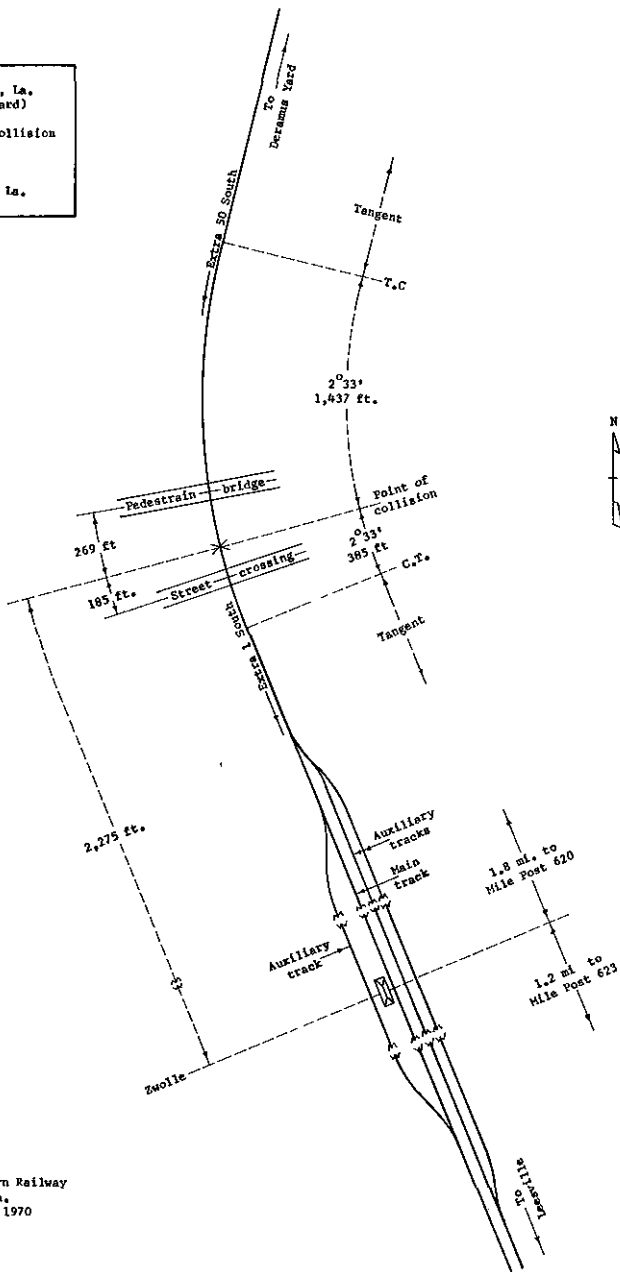 , La.
ard)
ollision
La.
To
Deramus Yard
Extra 50 South
Tangent
T.C
2°33'
1,437 ft.
N
Pedestrain bridge
Point of
collision
269 ft
2°33'
385 ft
185 ft.
Street crossing
C.T.
Tangent
Extra 1 South
2,275 ft.
Auxiliary
tracks
Main
track
1.8 mi. to
Mile Post 620
Auxiliary
track
1.2 mi to
Mile Post 623
Zwolle
To
Leesville
rn Railway
1970